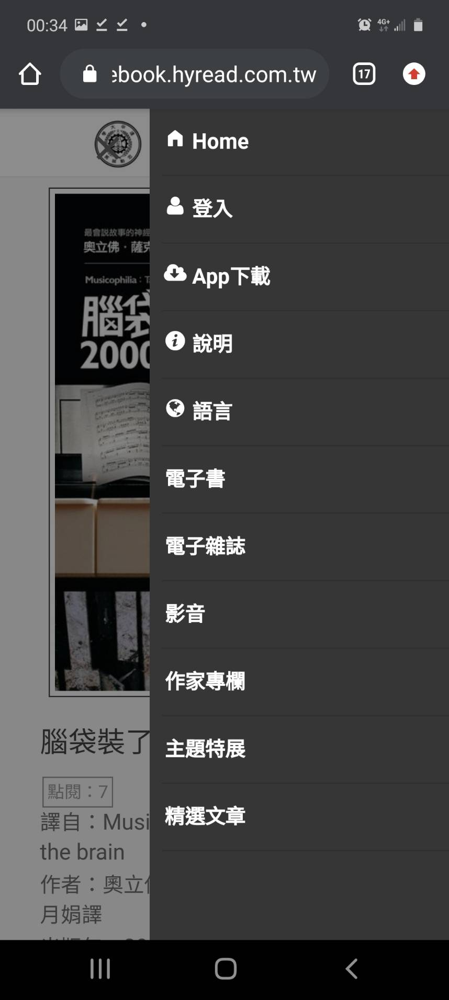 00:34
4G+
ebook.hyread.com.tw
17
Home
登入
App下載
說明
語言
電子書
電子雜誌
影音
作家專欄
主題特展
精選文章
最會説故事的神經
奧立佛·薩克
Musicophilia：T
腦袋
2000
腦袋裝了
點閱：7
譯自：Musi
the brain
作者：奧立
月娟譯